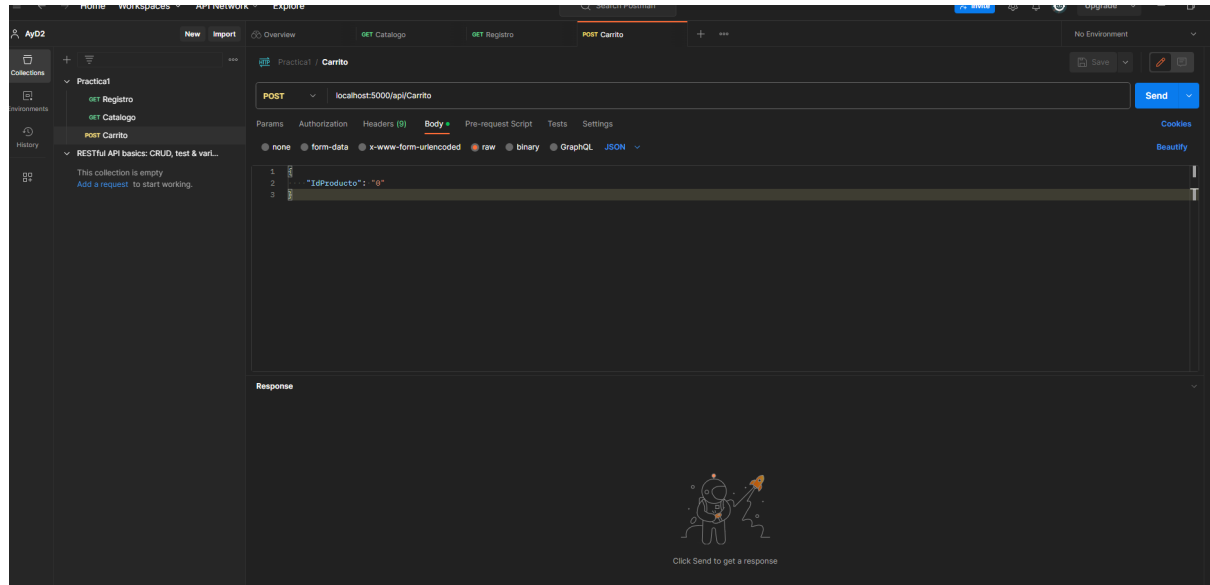 Home Workspaces API Network Explore Search Postman Invite Upgrade
AyD2 New Import Overview GET Catalogo GET Registro POST Carrito No Environment
Collections
Environments
History
Practica1
GET Registro
GET Catalogo
POST Carrito
RESTful API basics: CRUD, test & vari...
This collection is empty
Add a request to start working.
HTTP Practica1 / Carrito Save
POST localhost:5000/api/Carrito Send
Params Authorization Headers (9) Body Pre-request Script Tests Settings Cookies
none form-data x-www-form-urlencoded raw binary GraphQL JSON Beautify
1 {
2 "IdProducto": "0"
3 }
Response
Click Send to get a response